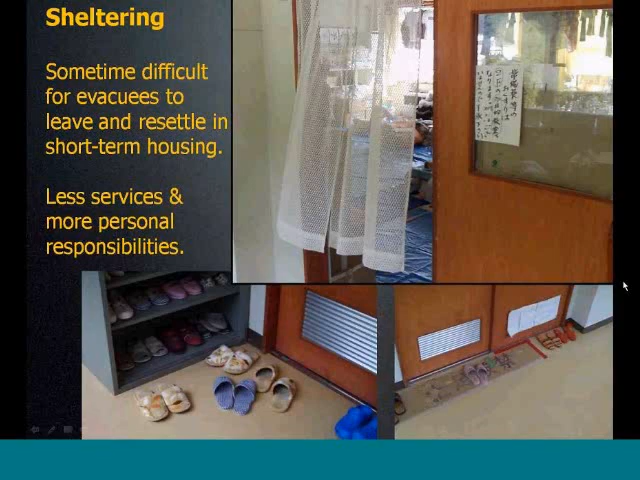 Sheltering
Sometime difficult
for evacuees to
leave and resettle in
short-term housing.
Less services &
more personal
responsibilities.